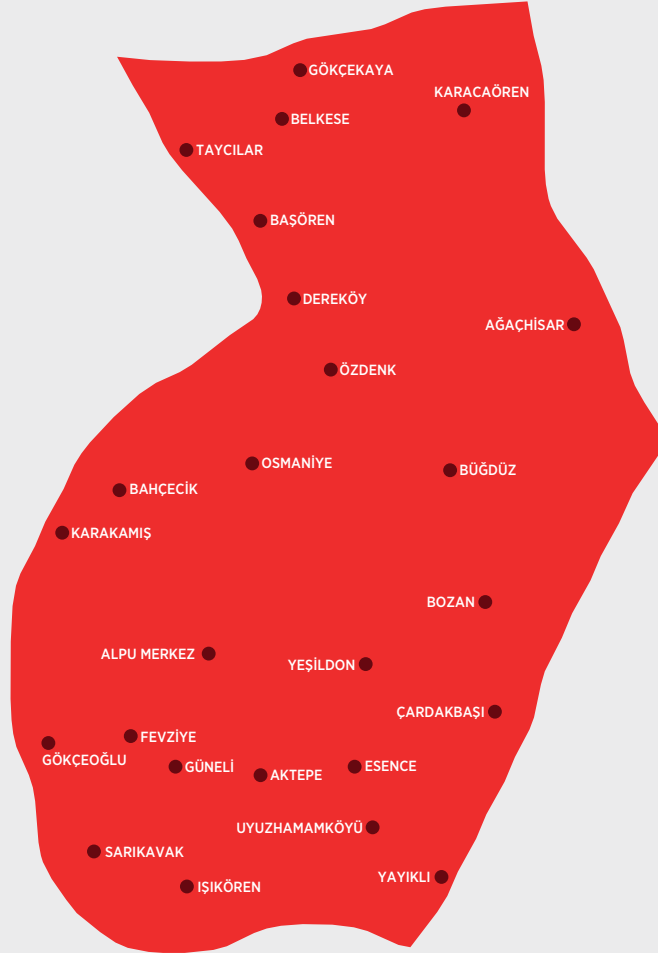 GÖKÇEKAYA
KARACAÖREN
BELKESE
TAYCILAR
BAŞÖREN
DEREKÖY
AĞAÇHİSAR
ÖZDENK
OSMANİYE
BÜĞDÜZ
BAHÇECİK
KARAKAMIŞ
BOZAN
ALPU MERKEZ
YEŞİLDON
ÇARDAKBAŞI
FEVZİYE
GÖKÇEOĞLU
GÜNELİ
AKTEPE
ESENCE
UYUZHAMAMKÖYÜ
SARIKAVAK
YAYIKLI
IŞIKÖREN